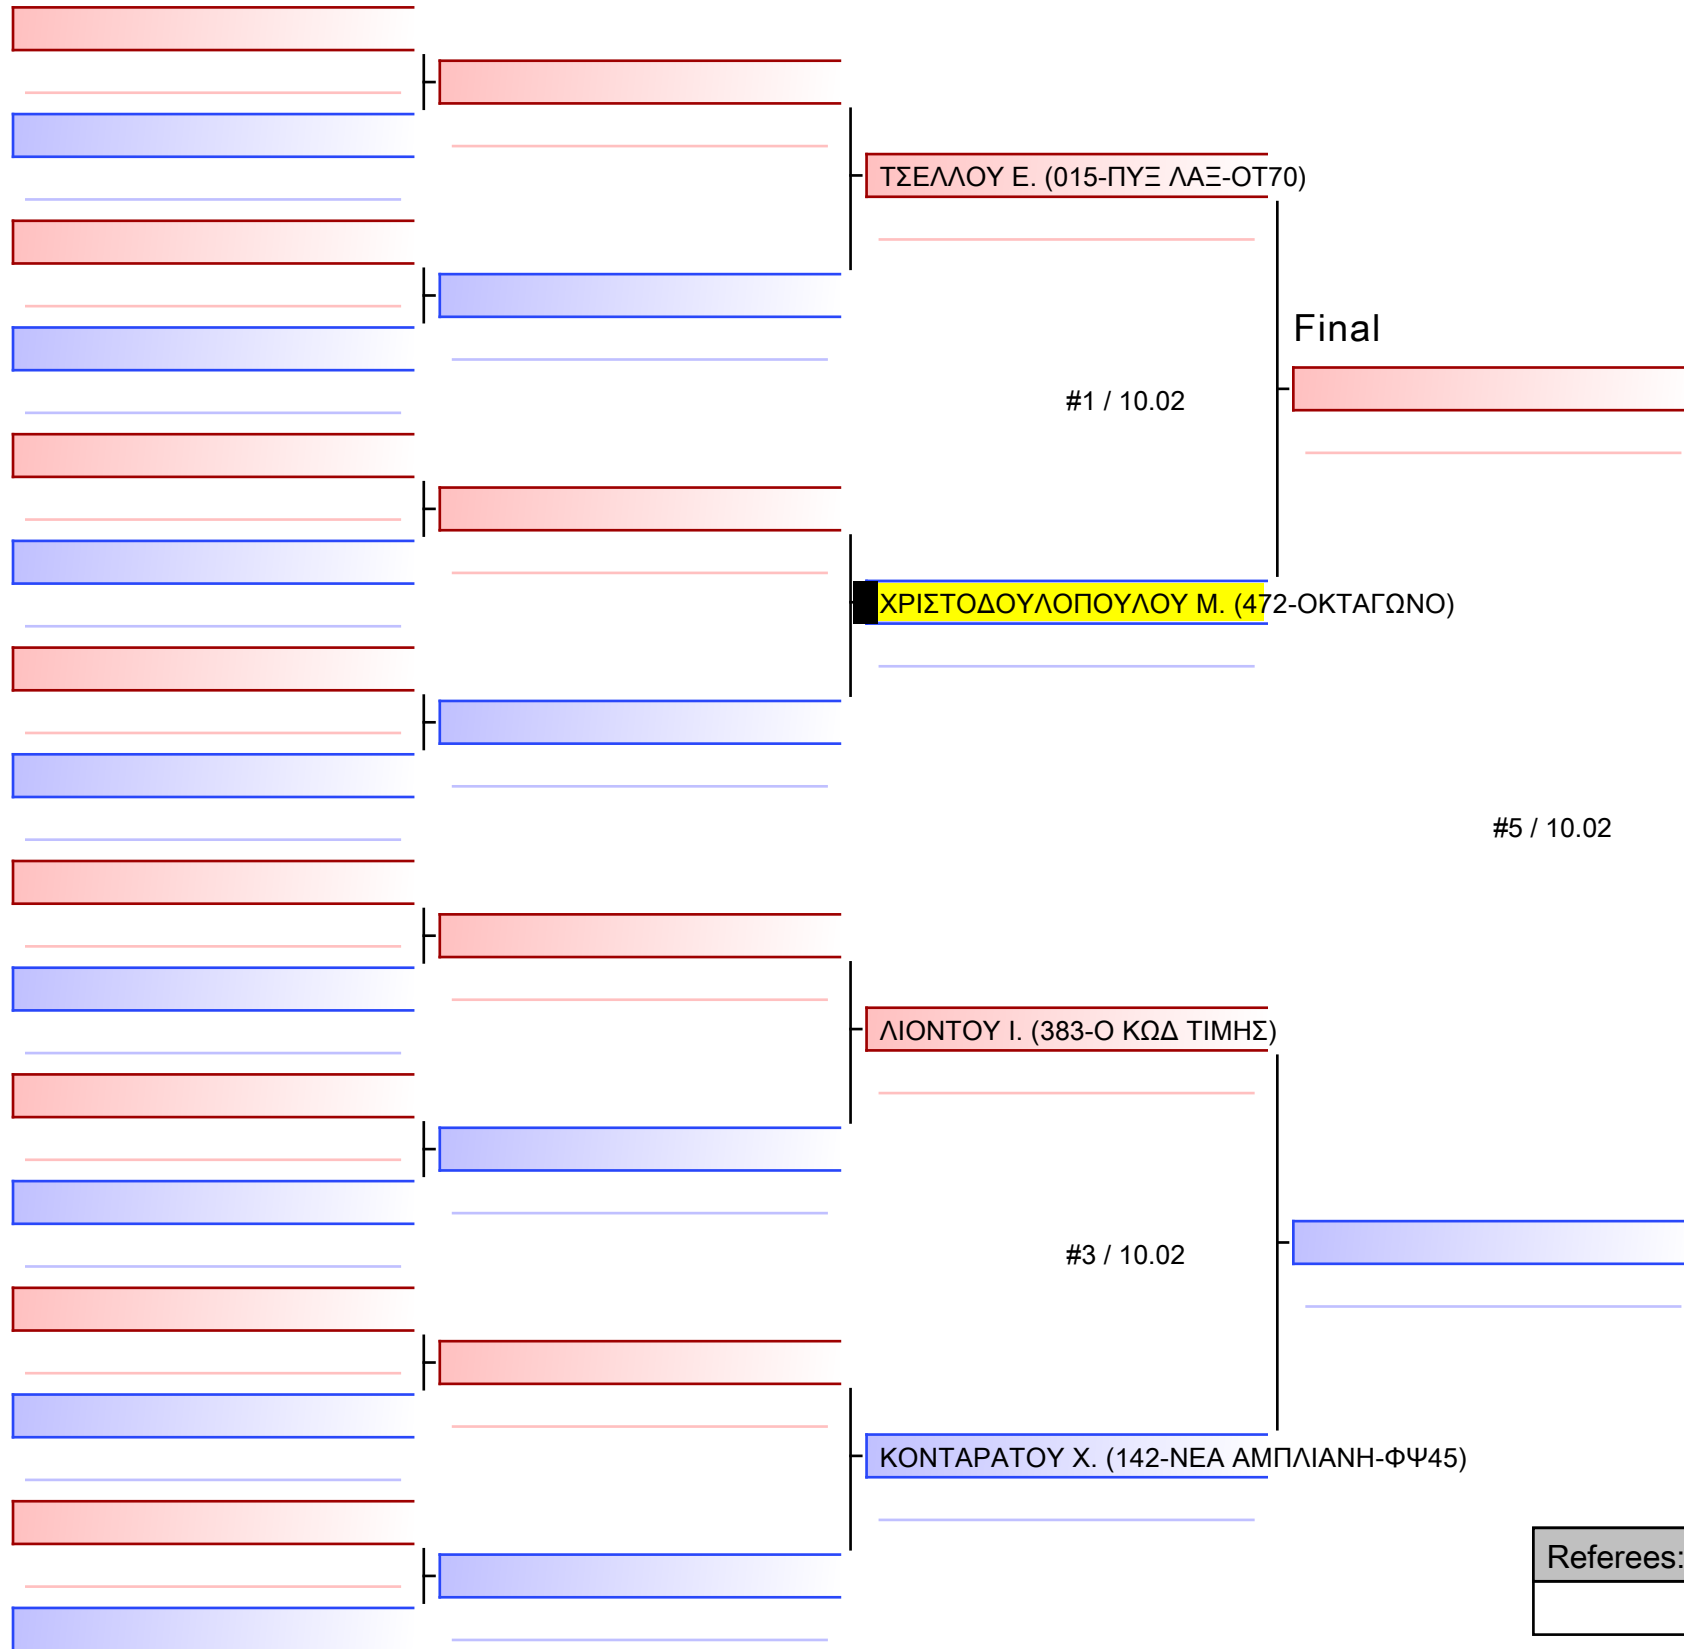 ΤΣΕΛΛΟΥ Ε. (015-ΠΥΞ ΛΑΞ-ΟΤ70)
Final
#1 / 10.02
ΧΡΙΣΤΟΔΟΥΛΟΠΟΥΛΟΥ Μ. (472-ΟΚΤΑΓΩΝΟ)
#5 / 10.02
ΛΙΟΝΤΟΥ Ι. (383-Ο ΚΩΔ ΤΙΜΗΣ)
#3 / 10.02
ΚΟΝΤΑΡΑΤΟΥ Χ. (142-ΝΕΑ ΑΜΠΛΙΑΝΗ-ΦΨ45)
Referees: